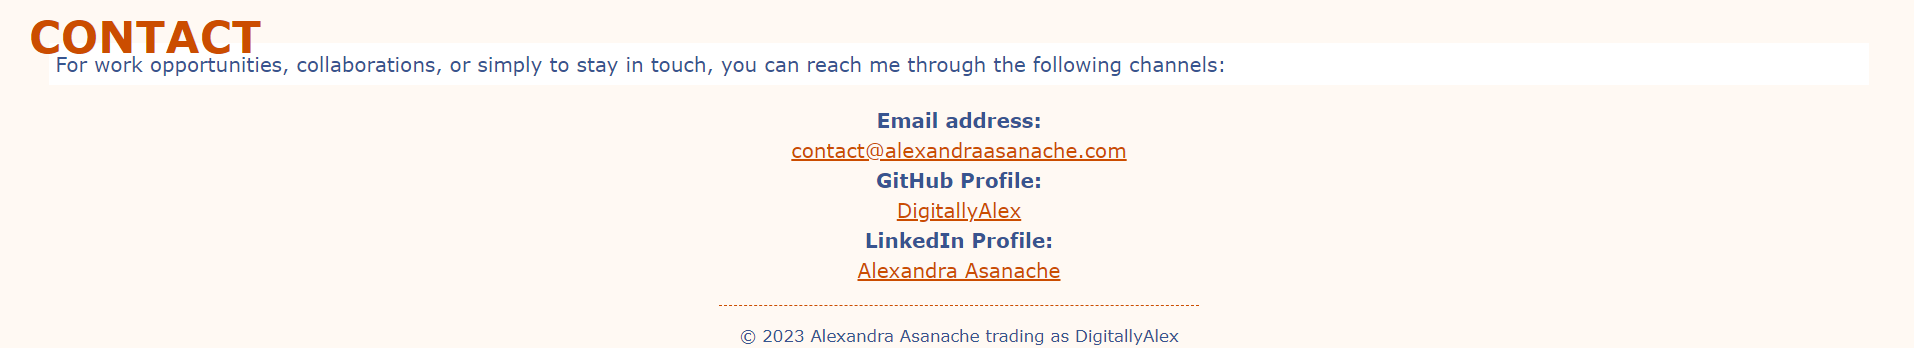 CONTACT
For work opportunities, collaborations, or simply to stay in touch, you can reach me through the following channels:
Email address:
contact@alexandraasanache.com
GitHub Profile:
DigitallyAlex
LinkedIn Profile:
Alexandra Asanache
© 2023 Alexandra Asanache trading as DigitallyAlex